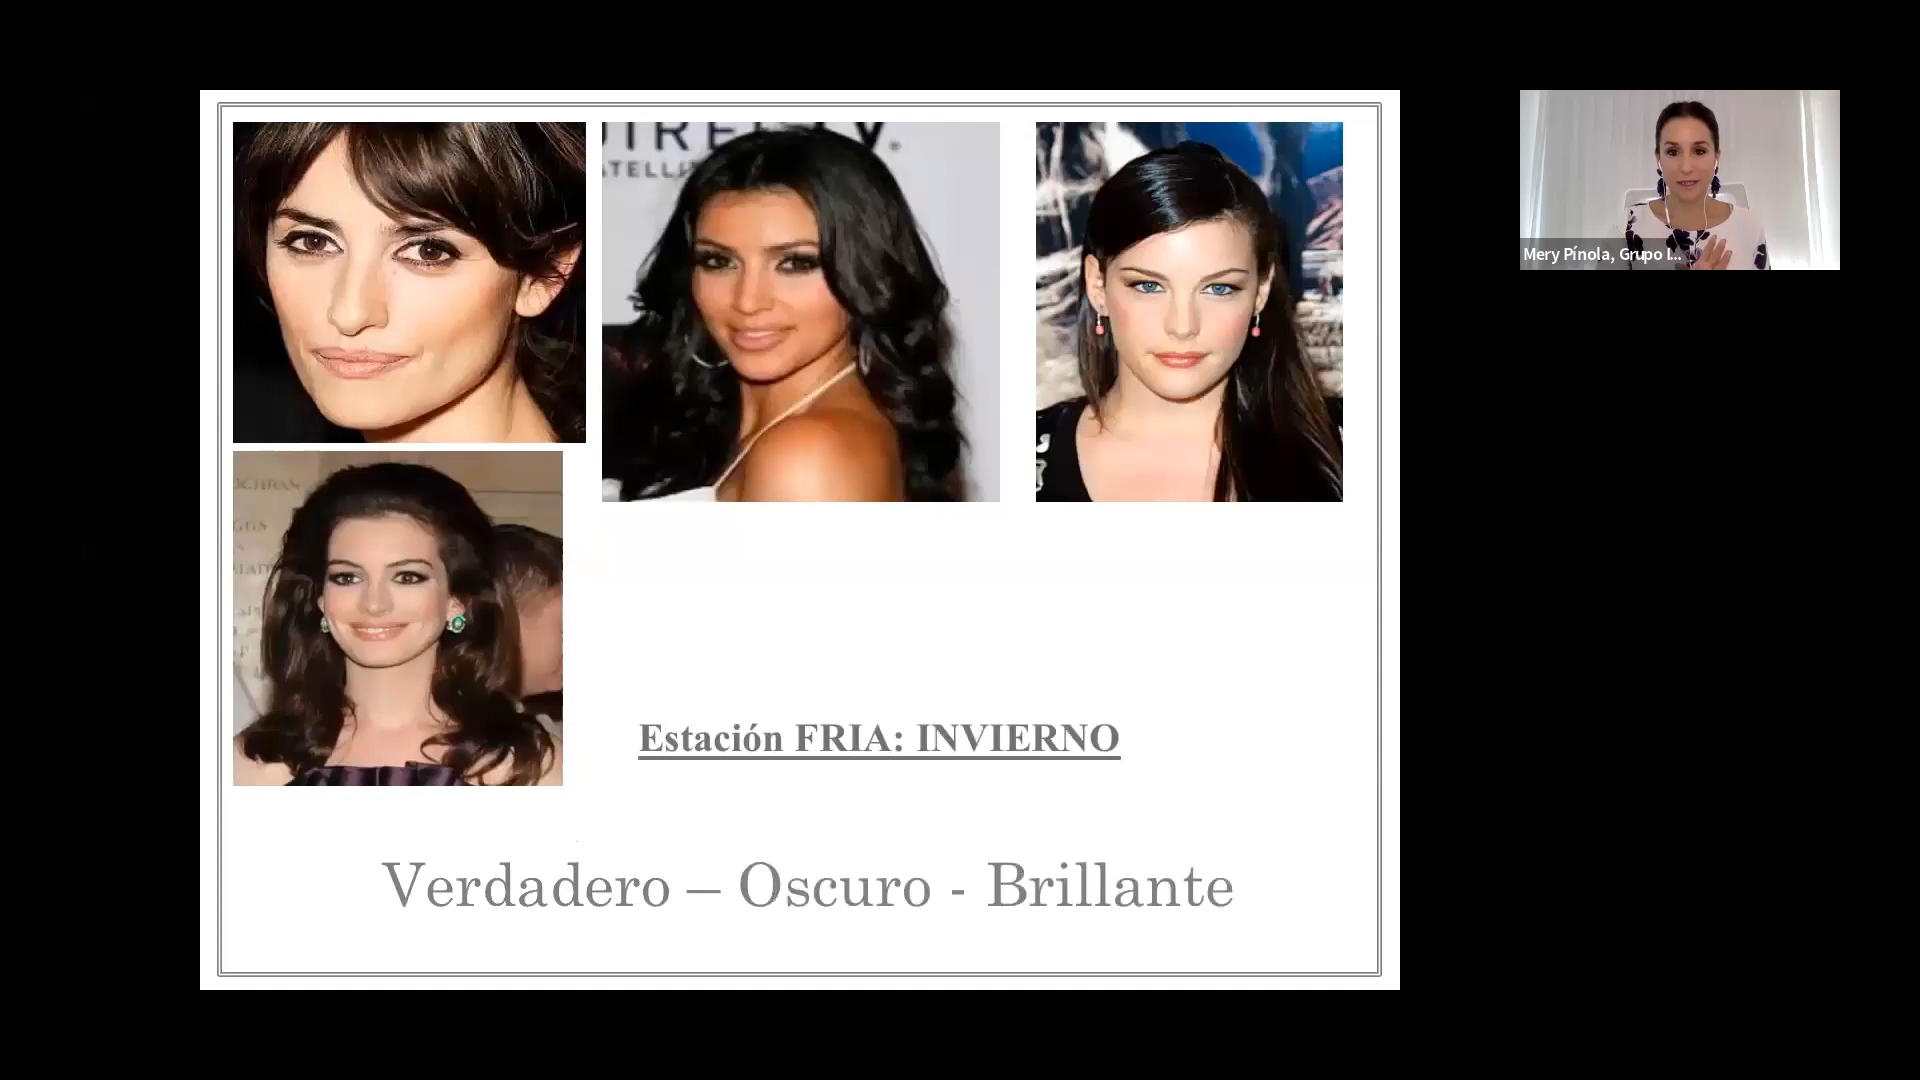 Mery Pínola, Grupo I...
Estación FRIA: INVIERNO
Verdadero – Oscuro - Brillante